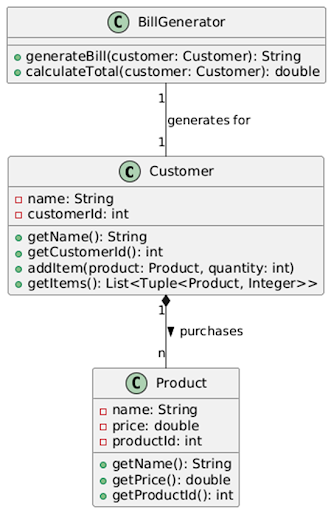 C BillGenerator
generateBill(customer: Customer): String
calculateTotal(customer: Customer): double
1
generates for
1
C Customer
name: String
customerId: int
getName(): String
getCustomerId(): int
addItem(product: Product, quantity: int)
getItems(): List<Tuple<Product, Integer>>
1
purchases
n
C Product
name: String
price: double
productId: int
getName(): String
getPrice(): double
getProductId(): int